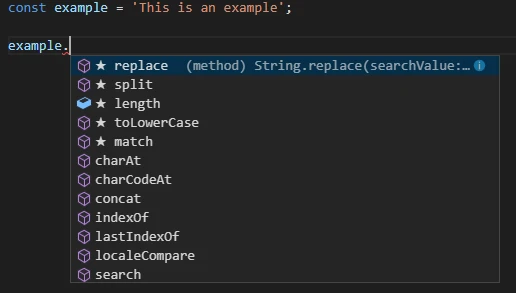 const example = 'This is an example';
example.
★ replace (method) String.replace(searchValue:…
★ split
★ length
★ toLowerCase
★ match
charAt
charCodeAt
concat
indexOf
lastIndexOf
localeCompare
search